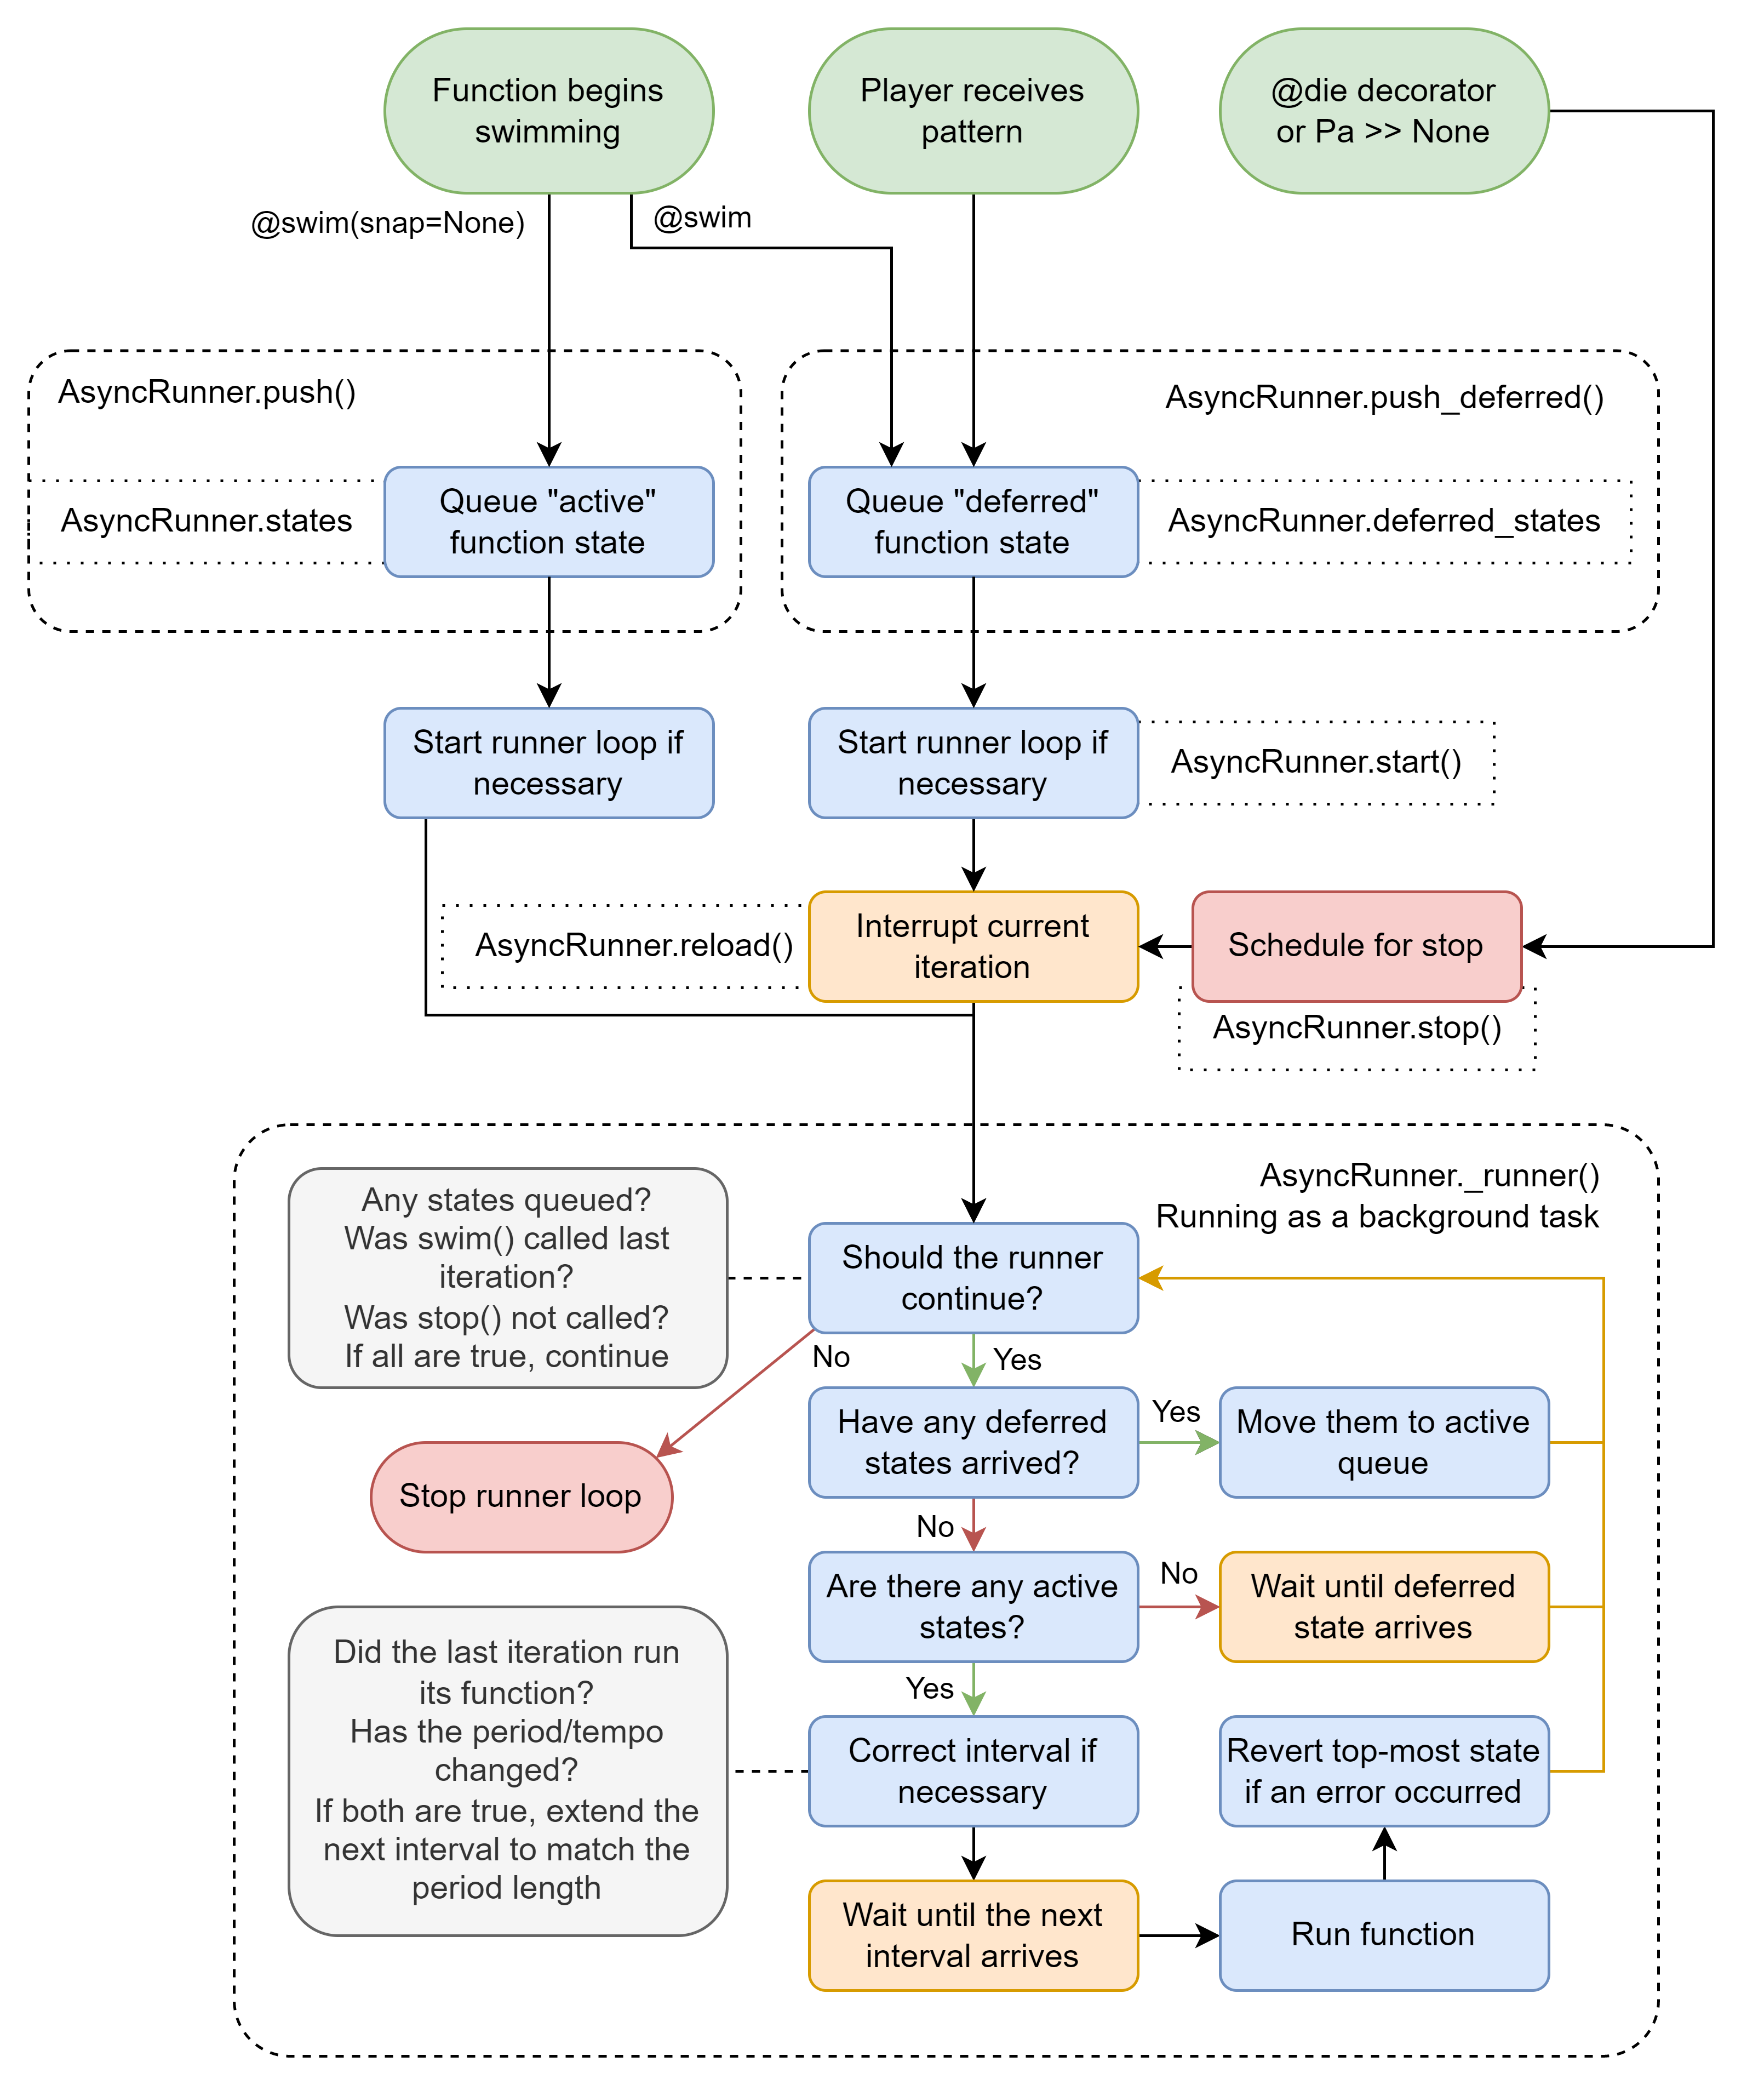 Function begins
swimming
Player receives
pattern
@die decorator
or Pa >> None
@swim(snap=None)
@swim
AsyncRunner.push()
AsyncRunner.push_deferred()
AsyncRunner.states
Queue "active"
function state
Queue "deferred"
function state
AsyncRunner.deferred_states
Start runner loop if
necessary
Start runner loop if
necessary
AsyncRunner.start()
AsyncRunner.reload()
Interrupt current
iteration
Schedule for stop
AsyncRunner.stop()
AsyncRunner._runner()
Running as a background task
Any states queued?
Was swim() called last
iteration?
Was stop() not called?
If all are true, continue
Should the runner
continue?
No
Yes
Have any deferred
states arrived?
Yes
Move them to active
queue
Stop runner loop
No
Are there any active
states?
No
Wait until deferred
state arrives
Yes
Did the last iteration run
its function?
Has the period/tempo
changed?
If both are true, extend the
next interval to match the
period length
Correct interval if
necessary
Revert top-most state
if an error occurred
Wait until the next
interval arrives
Run function